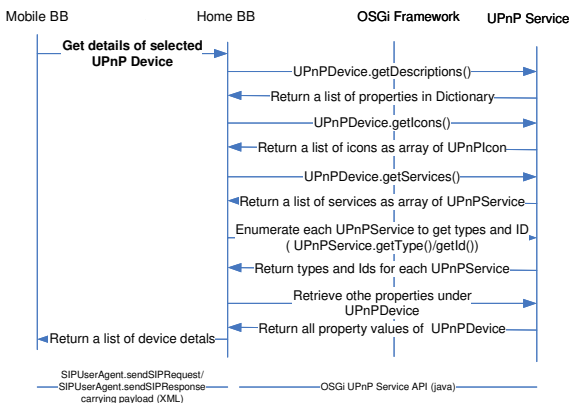 Mobile BB
Home BB
OSGi Framework
UPnP Service
Get details of selected
UPnP Device
UPnPDevice.getDescriptions()
Return a list of properties in Dictionary
UPnPDevice.getIcons()
Return a list of icons as array of UPnPIcon
UPnPDevice.getServices()
Return a list of services as array of UPnPService
Enumerate each UPnPService to get types and ID
( UPnPService.getType()/getId())
Return types and Ids for each UPnPService
Retrieve othe properties under
UPnPDevice
Return all property values of UPnPDevice
Return a list of device detals
SIPUserAgent.sendSIPRequest/
SIPUserAgent.sendSIPResponse
carrying payload (XML)
OSGi UPnP Service API (java)